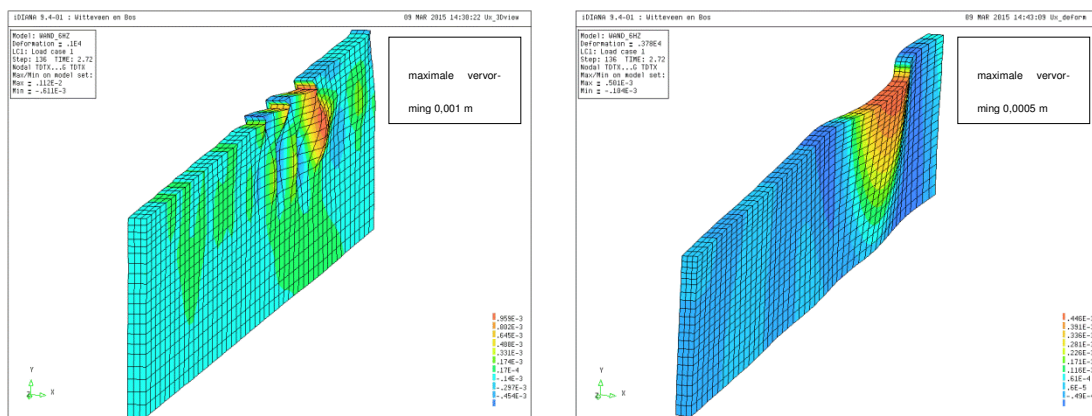 :DIANA 9.4-01 : Witteveen en Bos
09 MAR 2015 14:38:22 Ux_3Dview
Model: WAND_6HZ
Deformation = .1E4
LC1: Load case 1
Step: 136 TIME: 2.72
Nodal TDTX...G TDTX
Max/Min on model set:
Max = .112E-2
Min = -.611E-3
maximale vervor-
ming 0,001 m
.959E-3
.802E-3
.645E-3
.488E-3
.331E-3
.174E-3
.17E-4
-.14E-3
-.297E-3
-.454E-3
Y
Z
X
:DIANA 9.4-01 : Witteveen en Bos
09 MAR 2015 14:43:09 Ux_deform
Model: WAND_6HZ
Deformation = .378E4
LC1: Load case 1
Step: 136 TIME: 2.72
Nodal TDTX...G TDTX
Max/Min on model set:
Max = .501E-3
Min = -.104E-3
maximale vervor-
ming 0,0005 m
.446E-
.391E-
.336E-
.281E-
.226E-
.171E-
.116E-
.61E-4
.6E-5
-.49E-
Y
Z
X